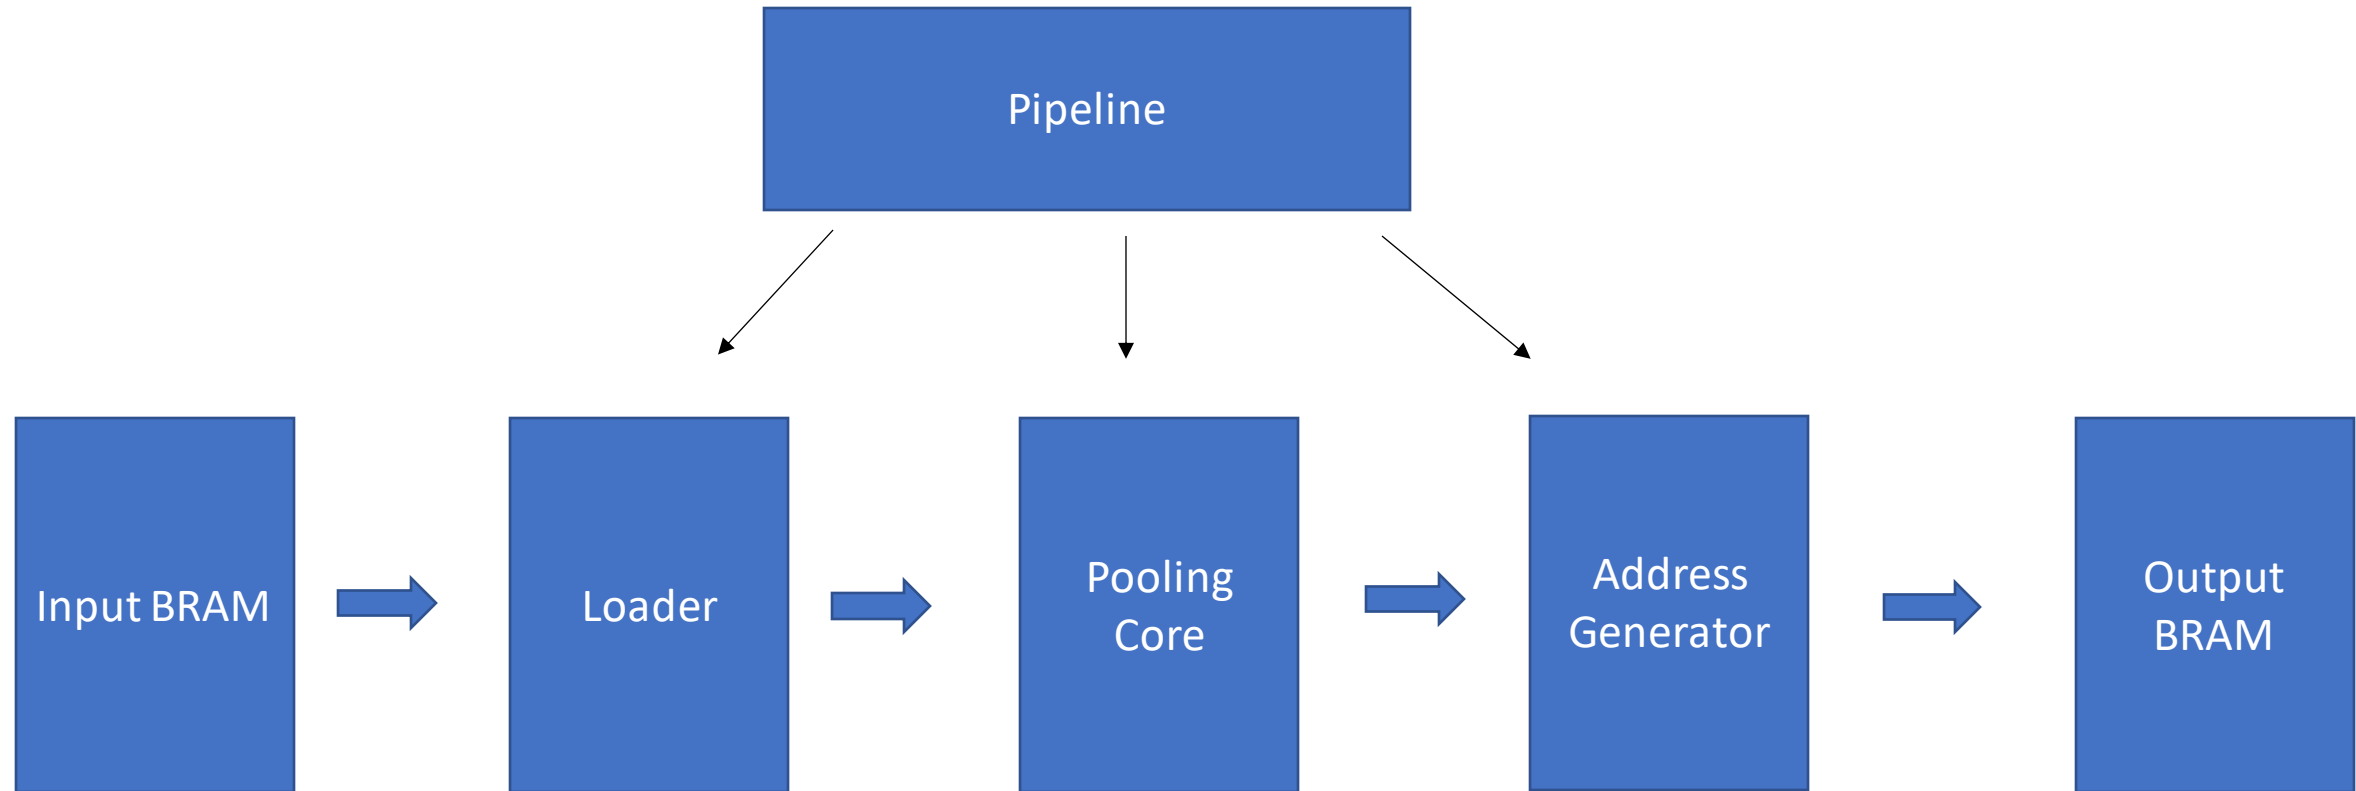 Pipeline
Input BRAM
Loader
Pooling
Core
Address
Generator
Output
BRAM